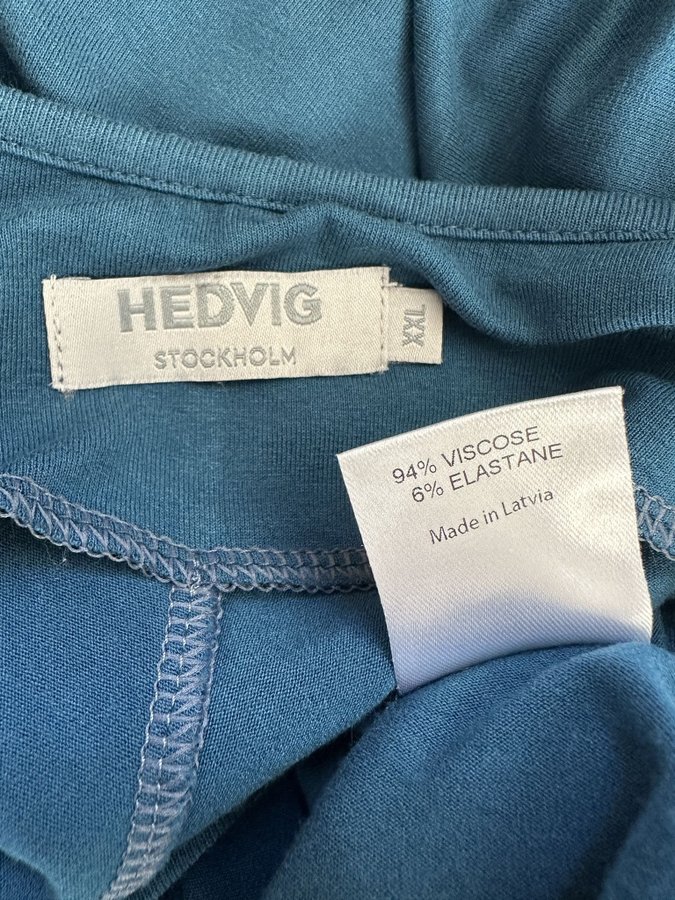 HEDVIG
STOCKHOLM
XXL
94% VISCOSE
6% ELASTANE
Made in Latvia